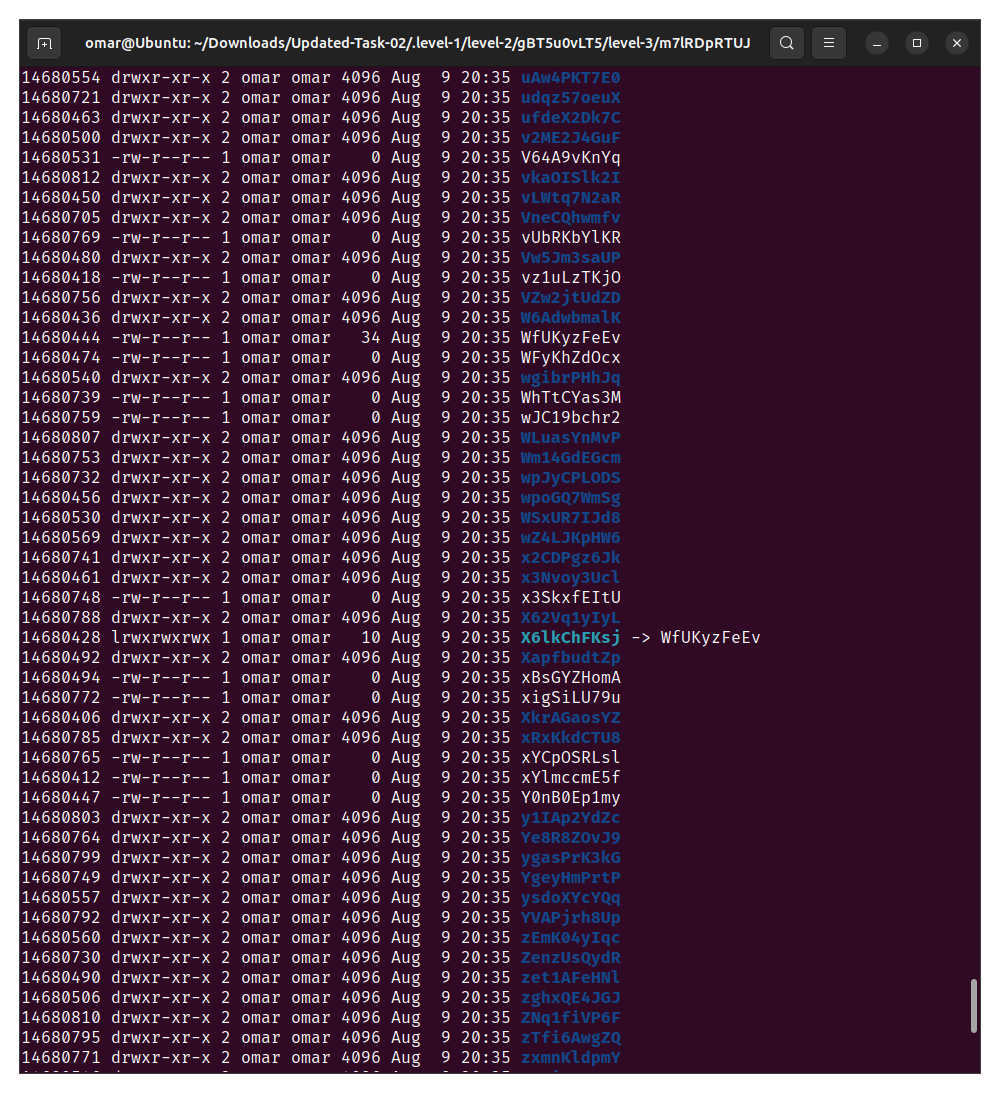 omar@Ubuntu: ~/Downloads/Updated-Task-02/.level-1/level-2/gBT5u0vLT5/level-3/m7lRDpRTUJ
14680554 drwxr-xr-x 2 omar omar 4096 Aug  9 20:35 uAw4PKT7E0
14680721 drwxr-xr-x 2 omar omar 4096 Aug  9 20:35 udqz57oeuX
14680463 drwxr-xr-x 2 omar omar 4096 Aug  9 20:35 ufdeX2Dk7C
14680500 drwxr-xr-x 2 omar omar 4096 Aug  9 20:35 v2ME2J4GuF
14680531 -rw-r--r-- 1 omar omar    0 Aug  9 20:35 V64A9vKnYq
14680812 drwxr-xr-x 2 omar omar 4096 Aug  9 20:35 vkaOISlk2I
14680450 drwxr-xr-x 2 omar omar 4096 Aug  9 20:35 vLWtq7N2aR
14680705 drwxr-xr-x 2 omar omar 4096 Aug  9 20:35 VneCQhwmfv
14680769 -rw-r--r-- 1 omar omar    0 Aug  9 20:35 vUbRKbYlKR
14680480 drwxr-xr-x 2 omar omar 4096 Aug  9 20:35 Vw5Jm3saUP
14680418 -rw-r--r-- 1 omar omar    0 Aug  9 20:35 vz1uLzTKjO
14680756 drwxr-xr-x 2 omar omar 4096 Aug  9 20:35 VZw2jtUdZD
14680436 drwxr-xr-x 2 omar omar 4096 Aug  9 20:35 W6AdwbmalK
14680444 -rw-r--r-- 1 omar omar   34 Aug  9 20:35 WfUKyzFeEv
14680474 -rw-r--r-- 1 omar omar    0 Aug  9 20:35 WFyKhZdOcx
14680540 drwxr-xr-x 2 omar omar 4096 Aug  9 20:35 wgibrPHhJq
14680739 -rw-r--r-- 1 omar omar    0 Aug  9 20:35 WhTtCYas3M
14680759 -rw-r--r-- 1 omar omar    0 Aug  9 20:35 wJC19bchr2
14680807 drwxr-xr-x 2 omar omar 4096 Aug  9 20:35 WLuasYnMvP
14680753 drwxr-xr-x 2 omar omar 4096 Aug  9 20:35 Wm14GdEGcm
14680732 drwxr-xr-x 2 omar omar 4096 Aug  9 20:35 wpJyCPLODS
14680456 drwxr-xr-x 2 omar omar 4096 Aug  9 20:35 wpoGQ7WmSg
14680530 drwxr-xr-x 2 omar omar 4096 Aug  9 20:35 WSxUR7IJd8
14680569 drwxr-xr-x 2 omar omar 4096 Aug  9 20:35 wZ4LJKpHW6
14680741 drwxr-xr-x 2 omar omar 4096 Aug  9 20:35 x2CDPgz6Jk
14680461 drwxr-xr-x 2 omar omar 4096 Aug  9 20:35 x3Nvoy3Ucl
14680748 -rw-r--r-- 1 omar omar    0 Aug  9 20:35 x3SkxfEItU
14680788 drwxr-xr-x 2 omar omar 4096 Aug  9 20:35 X62Vq1yIyL
14680428 lrwxrwxrwx 1 omar omar   10 Aug  9 20:35 X6lkChFKsj -> WfUKyzFeEv
14680492 drwxr-xr-x 2 omar omar 4096 Aug  9 20:35 XapfbudtZp
14680494 -rw-r--r-- 1 omar omar    0 Aug  9 20:35 xBsGYZHomA
14680772 -rw-r--r-- 1 omar omar    0 Aug  9 20:35 xigSiLU79u
14680406 drwxr-xr-x 2 omar omar 4096 Aug  9 20:35 XkrAGaosYZ
14680785 drwxr-xr-x 2 omar omar 4096 Aug  9 20:35 xRxKkdCTU8
14680765 -rw-r--r-- 1 omar omar    0 Aug  9 20:35 xYCpOSRLsl
14680412 -rw-r--r-- 1 omar omar    0 Aug  9 20:35 xYlmccmE5f
14680447 -rw-r--r-- 1 omar omar    0 Aug  9 20:35 Y0nB0Ep1my
14680803 drwxr-xr-x 2 omar omar 4096 Aug  9 20:35 y1IAp2YdZc
14680764 drwxr-xr-x 2 omar omar 4096 Aug  9 20:35 Ye8R8ZOvJ9
14680799 drwxr-xr-x 2 omar omar 4096 Aug  9 20:35 ygasPrK3kG
14680749 drwxr-xr-x 2 omar omar 4096 Aug  9 20:35 YgeyHmPrtP
14680557 drwxr-xr-x 2 omar omar 4096 Aug  9 20:35 ysdoXYcYQq
14680792 drwxr-xr-x 2 omar omar 4096 Aug  9 20:35 YVAPjrh8Up
14680560 drwxr-xr-x 2 omar omar 4096 Aug  9 20:35 zEmK04yIqc
14680730 drwxr-xr-x 2 omar omar 4096 Aug  9 20:35 ZenzUsQydR
14680490 drwxr-xr-x 2 omar omar 4096 Aug  9 20:35 zet1AFeHNl
14680506 drwxr-xr-x 2 omar omar 4096 Aug  9 20:35 zghxQE4JGJ
14680810 drwxr-xr-x 2 omar omar 4096 Aug  9 20:35 ZNq1fiVP6F
14680795 drwxr-xr-x 2 omar omar 4096 Aug  9 20:35 zTfi6AwgZQ
14680771 drwxr-xr-x 2 omar omar 4096 Aug  9 20:35 zxmnKldpmY